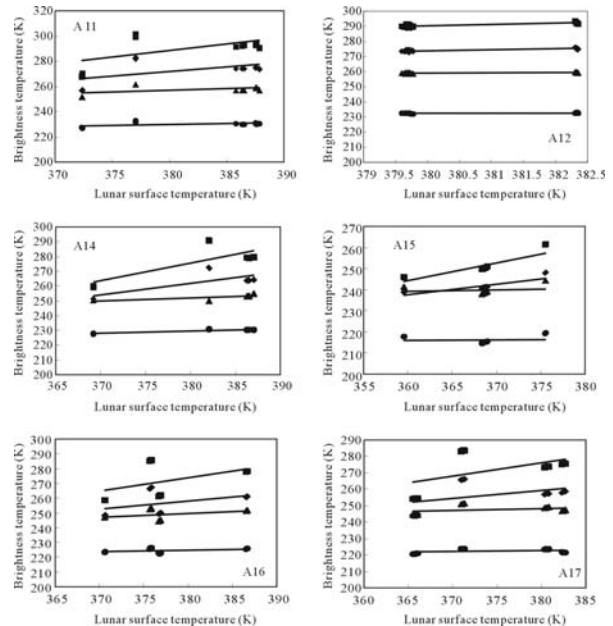 Brightness temperature (K)
A 11
320
300
280
260
240
220
200
370 375 380 385 390
Lunar surface temperature (K)
Brightness temperature (K)
300
290
280
270
260
250
240
230
220
210
200
A12
379 379.5 380 380.5 381 381.5 382 382.5
Lunar surface temperature (K)
Brightness temperature (K)
A14
300
290
280
270
260
250
240
230
220
210
200
365 370 375 380 385 390
Lunar surface temperature (K)
Brightness temperature (K)
A15
270
260
250
240
230
220
210
200
355 360 365 370 375 380
Lunar surface temperature (K)
Brightness temperature (K)
300
290
280
270
260
250
240
230
220
210
200
A16
365 370 375 380 385 390
Lunar surface temperature (K)
Brightness temperature (K)
290
280
270
260
250
240
230
220
210
200
A17
360 365 370 375 380 385
Lunar surface temperature (K)